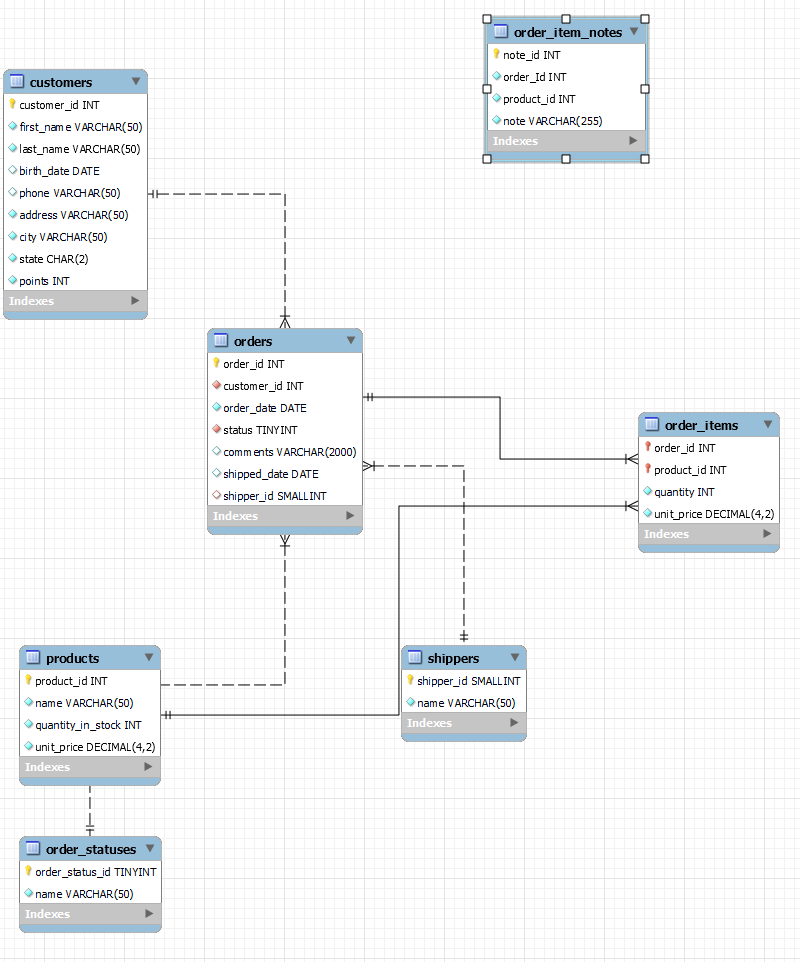 order_item_notes
note_id INT
order_Id INT
product_id INT
note VARCHAR(255)
Indexes
customers
customer_id INT
first_name VARCHAR(50)
last_name VARCHAR(50)
birth_date DATE
phone VARCHAR(50)
address VARCHAR(50)
city VARCHAR(50)
state CHAR(2)
points INT
Indexes
orders
order_id INT
customer_id INT
order_date DATE
status TINYINT
comments VARCHAR(2000)
shipped_date DATE
shipper_id SMALLINT
Indexes
order_items
order_id INT
product_id INT
quantity INT
unit_price DECIMAL(4,2)
Indexes
products
product_id INT
name VARCHAR(50)
quantity_in_stock INT
unit_price DECIMAL(4,2)
Indexes
shippers
shipper_id SMALLINT
name VARCHAR(50)
Indexes
order_statuses
order_status_id TINYINT
name VARCHAR(50)
Indexes